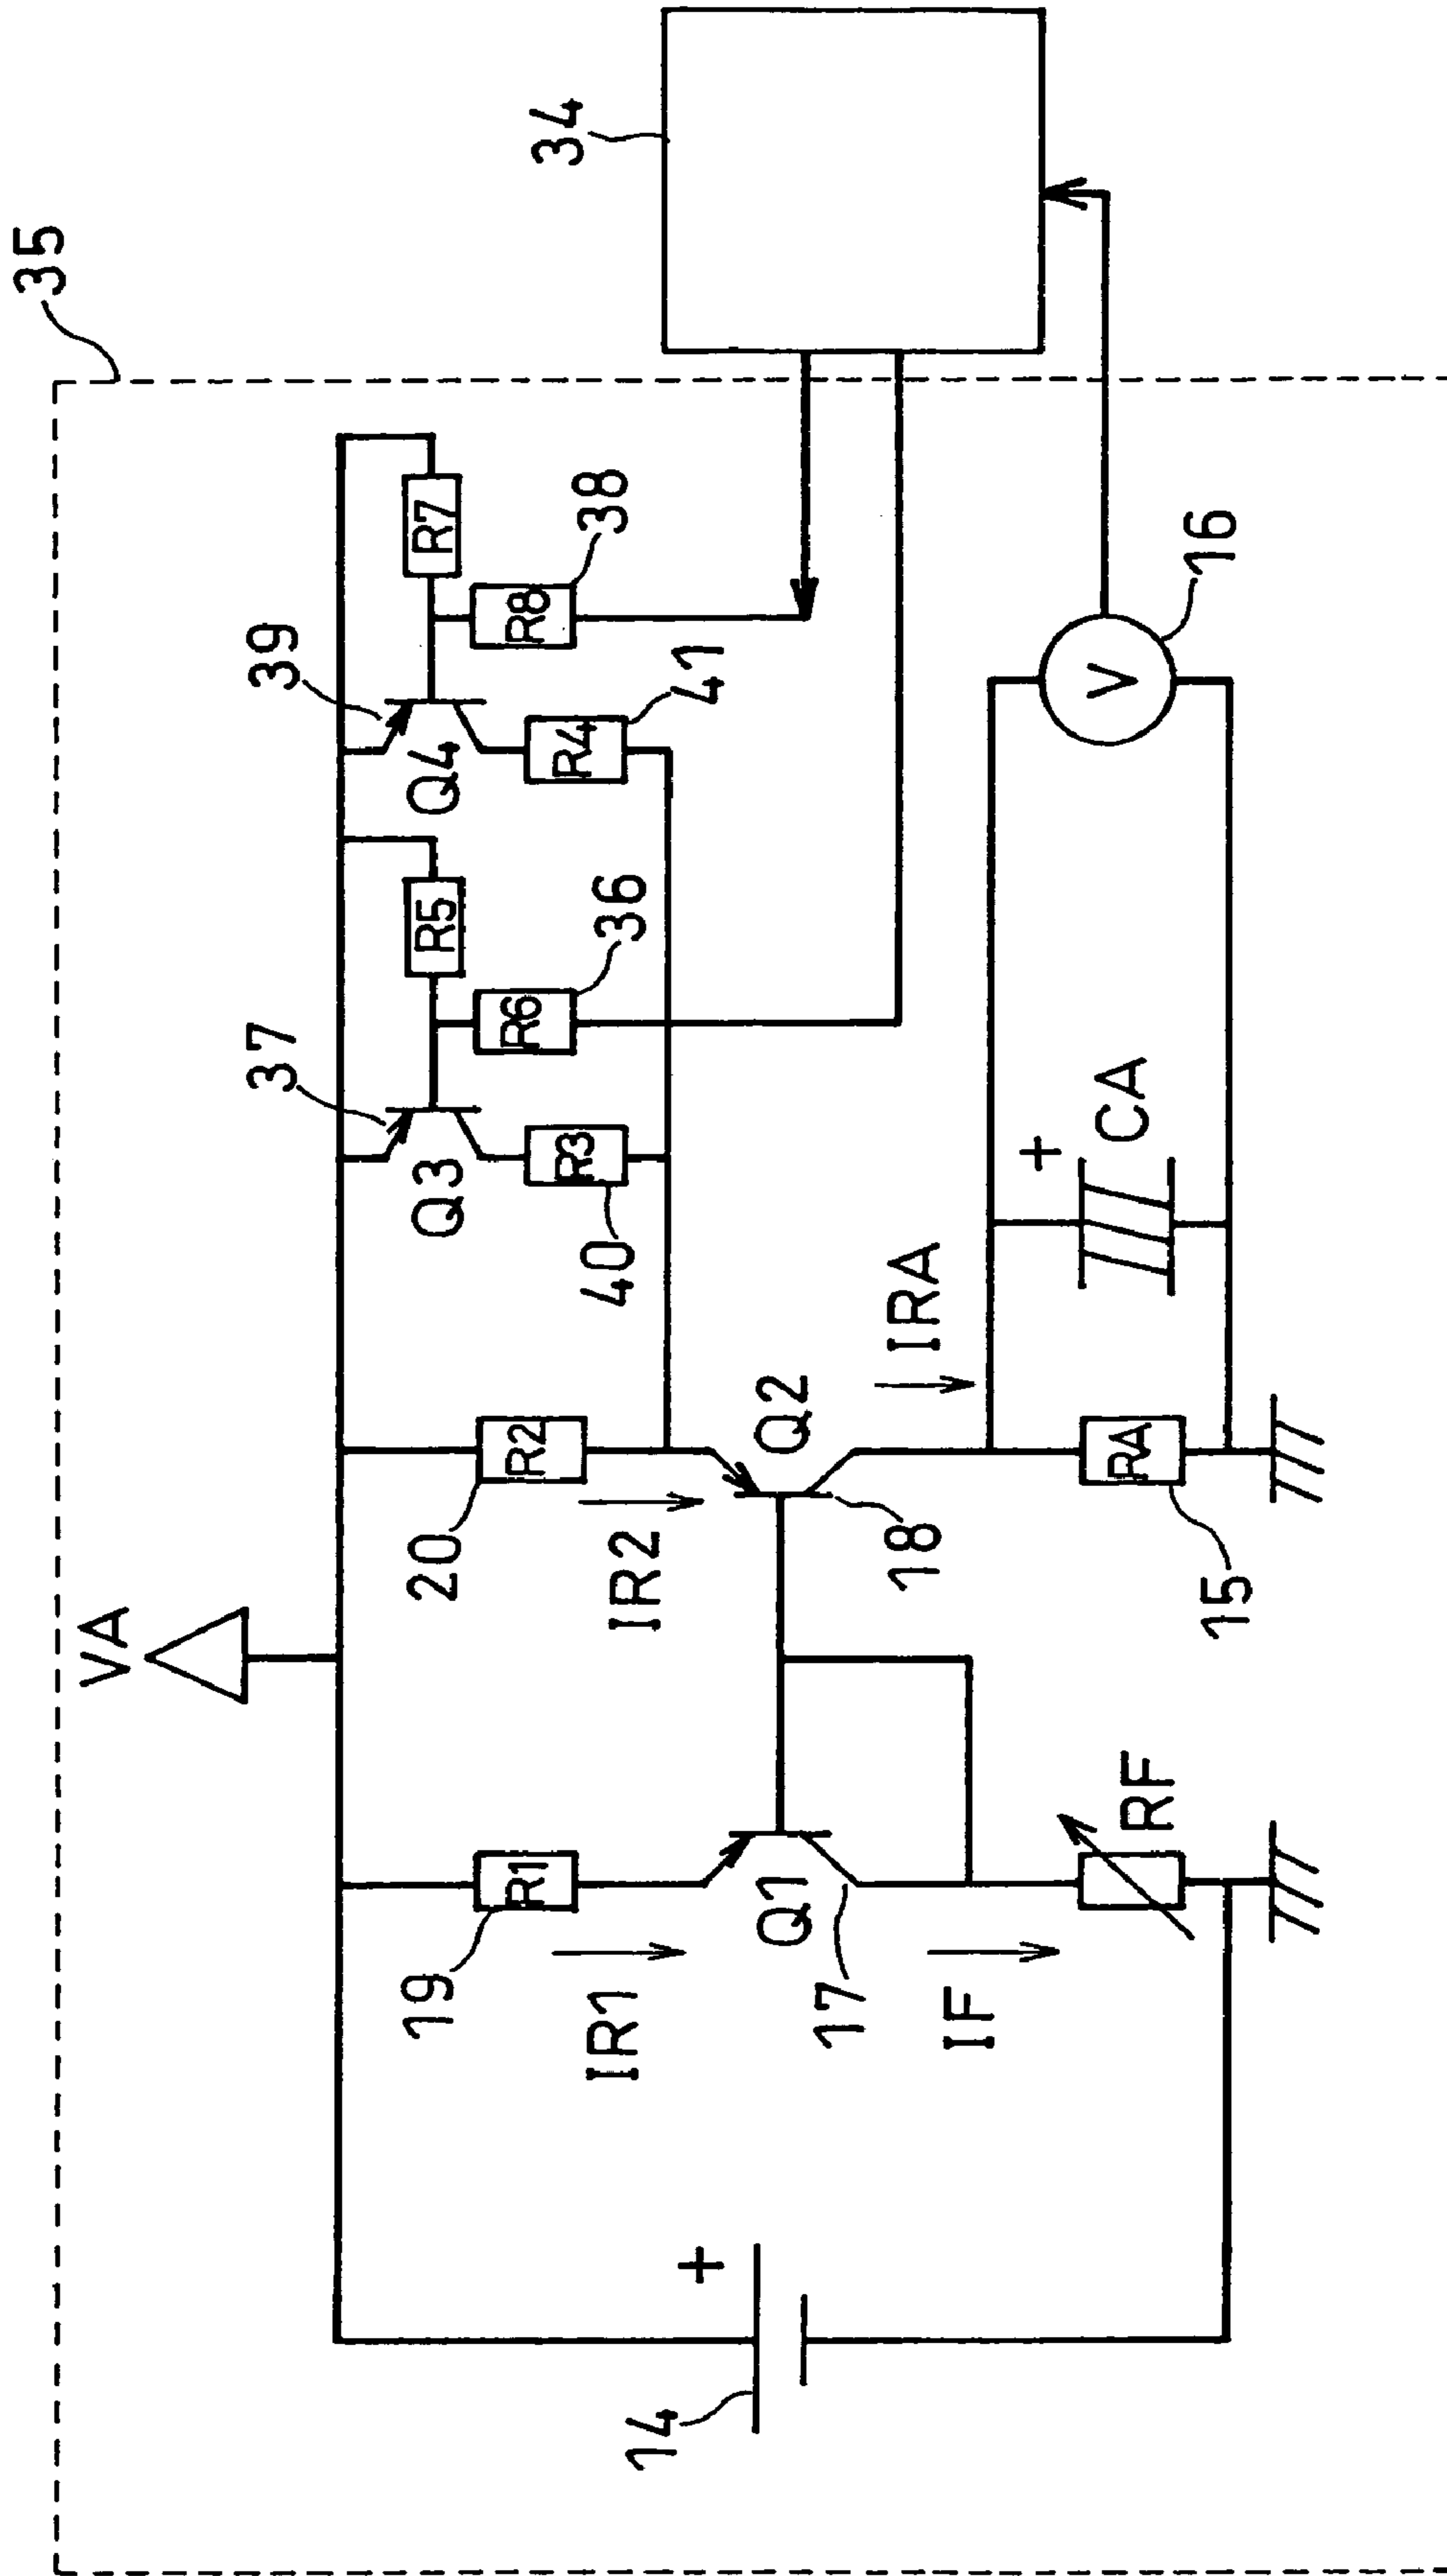 35
34
VA
R7
39
38
R8
Q4
R4
41
R5
37
36
R6
Q3
R3
40
R2
20
IR2
Q2
18
IRA
+
CA
V
16
RA
15
R1
19
IR1
Q1
17
IF
RF
+
14